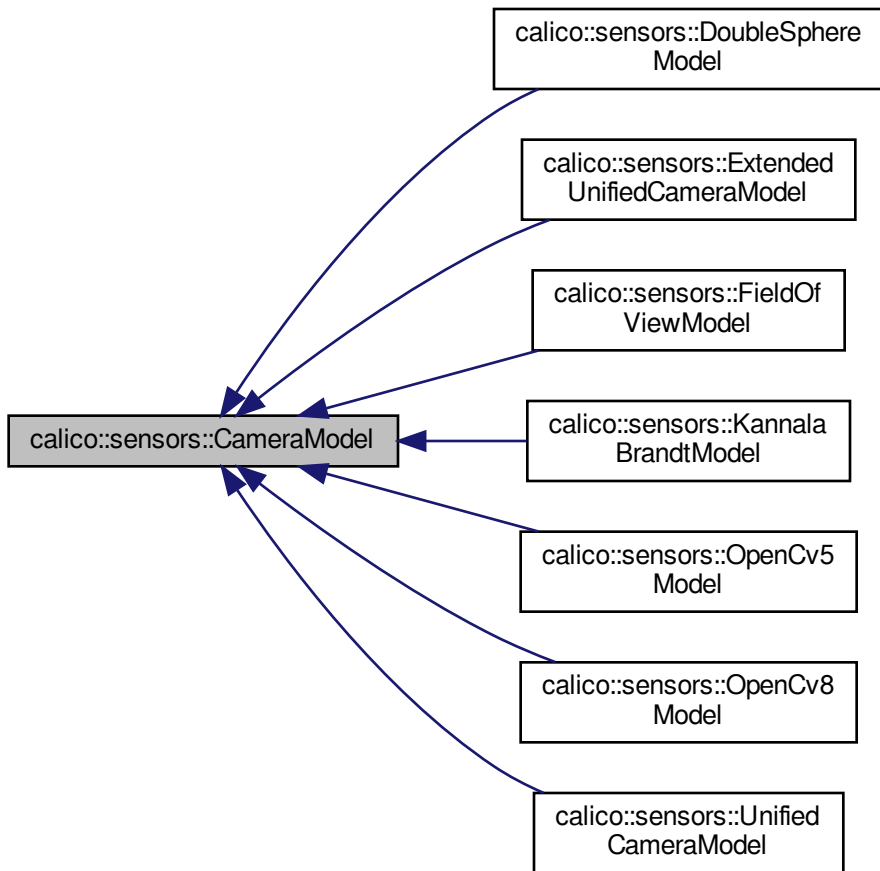 calico::sensors::DoubleSphere
Model
calico::sensors::Extended
UnifiedCameraModel
calico::sensors::FieldOf
ViewModel
calico::sensors::CameraModel
calico::sensors::Kannala
BrandtModel
calico::sensors::OpenCv5
Model
calico::sensors::OpenCv8
Model
calico::sensors::Unified
CameraModel